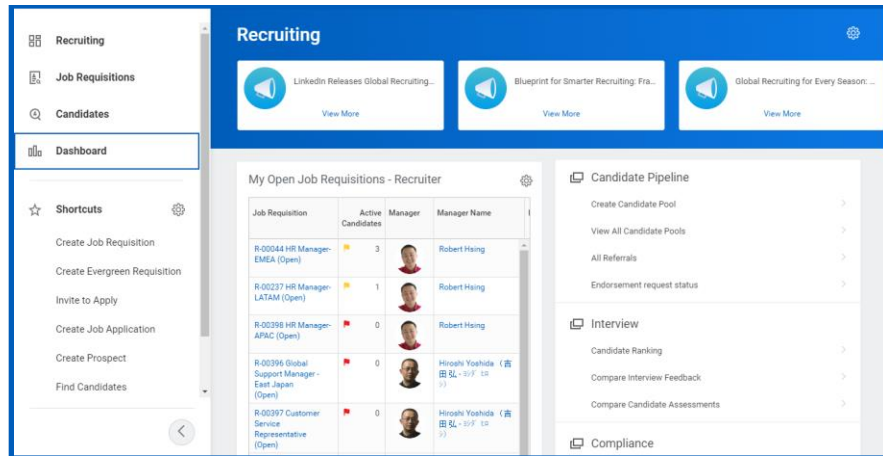 Recruiting
Job Requisitions
Candidates
Dashboard
Shortcuts
Create Job Requisition
Create Evergreen Requisition
Invite to Apply
Create Job Application
Create Prospect
Find Candidates
Recruiting
LinkedIn Releases Global Recruiting...
View More
Blueprint for Smarter Recruiting: Fra...
View More
Global Recruiting for Every Season: ...
View More
My Open Job Requisitions - Recruiter
Job Requisition
Active
Candidates
Manager
Manager Name
R-00044 HR Manager-
EMEA (Open)
3
Robert Hsing
R-00237 HR Manager-
LATAM (Open)
1
Robert Hsing
R-00398 HR Manager-
APAC (Open)
0
Robert Hsing
R-00396 Global
Support Manager -
East Japan
(Open)
0
Hiroshi Yoshida (吉
田 弘 -
R-00397 Customer
Service
Representative
(Open)
0
Hiroshi Yoshida (吉
田 弘 -
Candidate Pipeline
Create Candidate Pool
View All Candidate Pools
All Referrals
Endorsement request status
Interview
Candidate Ranking
Compare Interview Feedback
Compare Candidate Assessments
Compliance